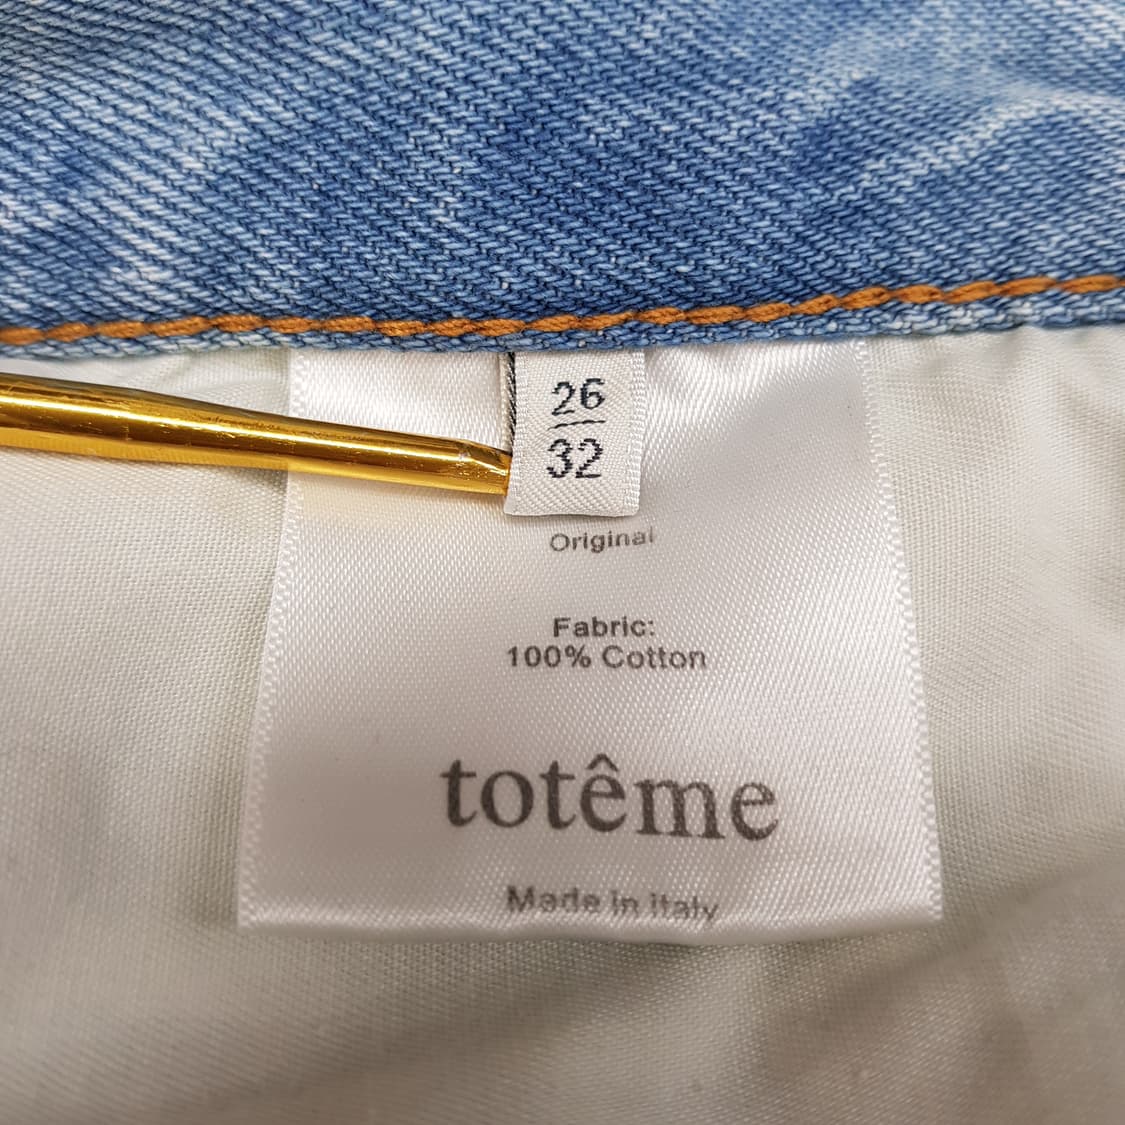 26
32
Original
Fabric:
100% Cotton
totême
Made in Italy